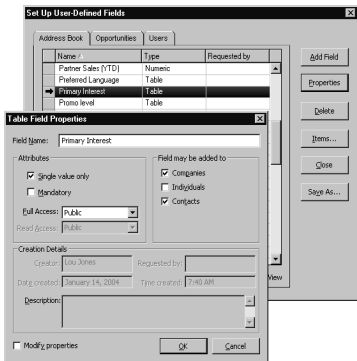 Set Up User-Defined Fields
Address Book Opportunities Users
Name Type Requested by
Partner Sales (YTD) Numeric
Preferred Language Table
Primary Interest Table
Promo level Table
Add Field
Properties
Delete
Items...
Close
Save As...
View
Table Field Properties
Field Name: Primary Interest
Attributes
Single value only
Mandatory
Full Access: Public
Read Access: Public
Field may be added to
Companies
Individuals
Contacts
Creation Details
Creator: Lou Jones Requested by:
Date created: January 14, 2004 Time created: 7:40 AM
Description:
Modify properties
OK Cancel